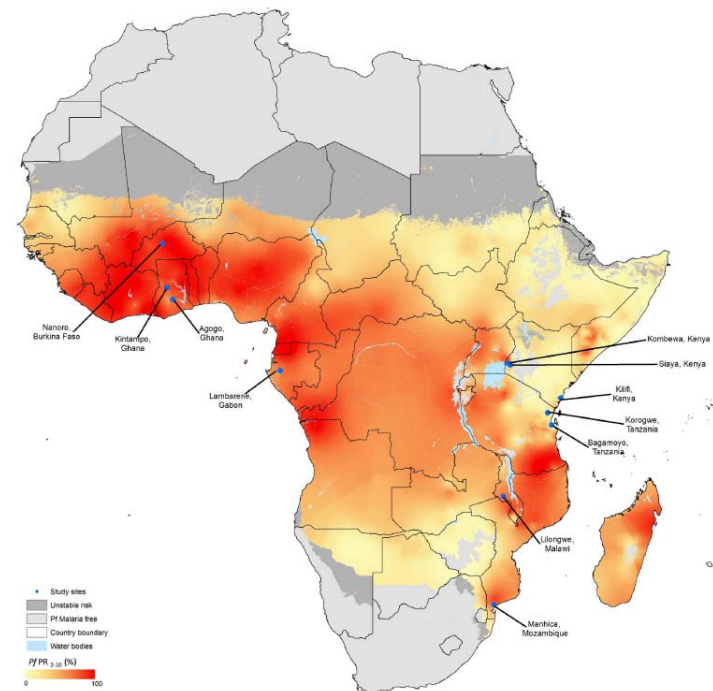 Nanoro,
Burkina Faso
Kintampo,
Ghana
Agogo,
Ghana
Lambarene,
Gabon
Kombewa, Kenya
Siaya, Kenya
Kilifi,
Kenya
Korogwe,
Tanzania
Bagamoyo,
Tanzania
Lilongwe,
Malawi
Manhica,
Mozambique
Study sites
Unstable risk
Pf Malaria free
Country boundary
Water bodies
Pf PR 2-10 (%)
0 100